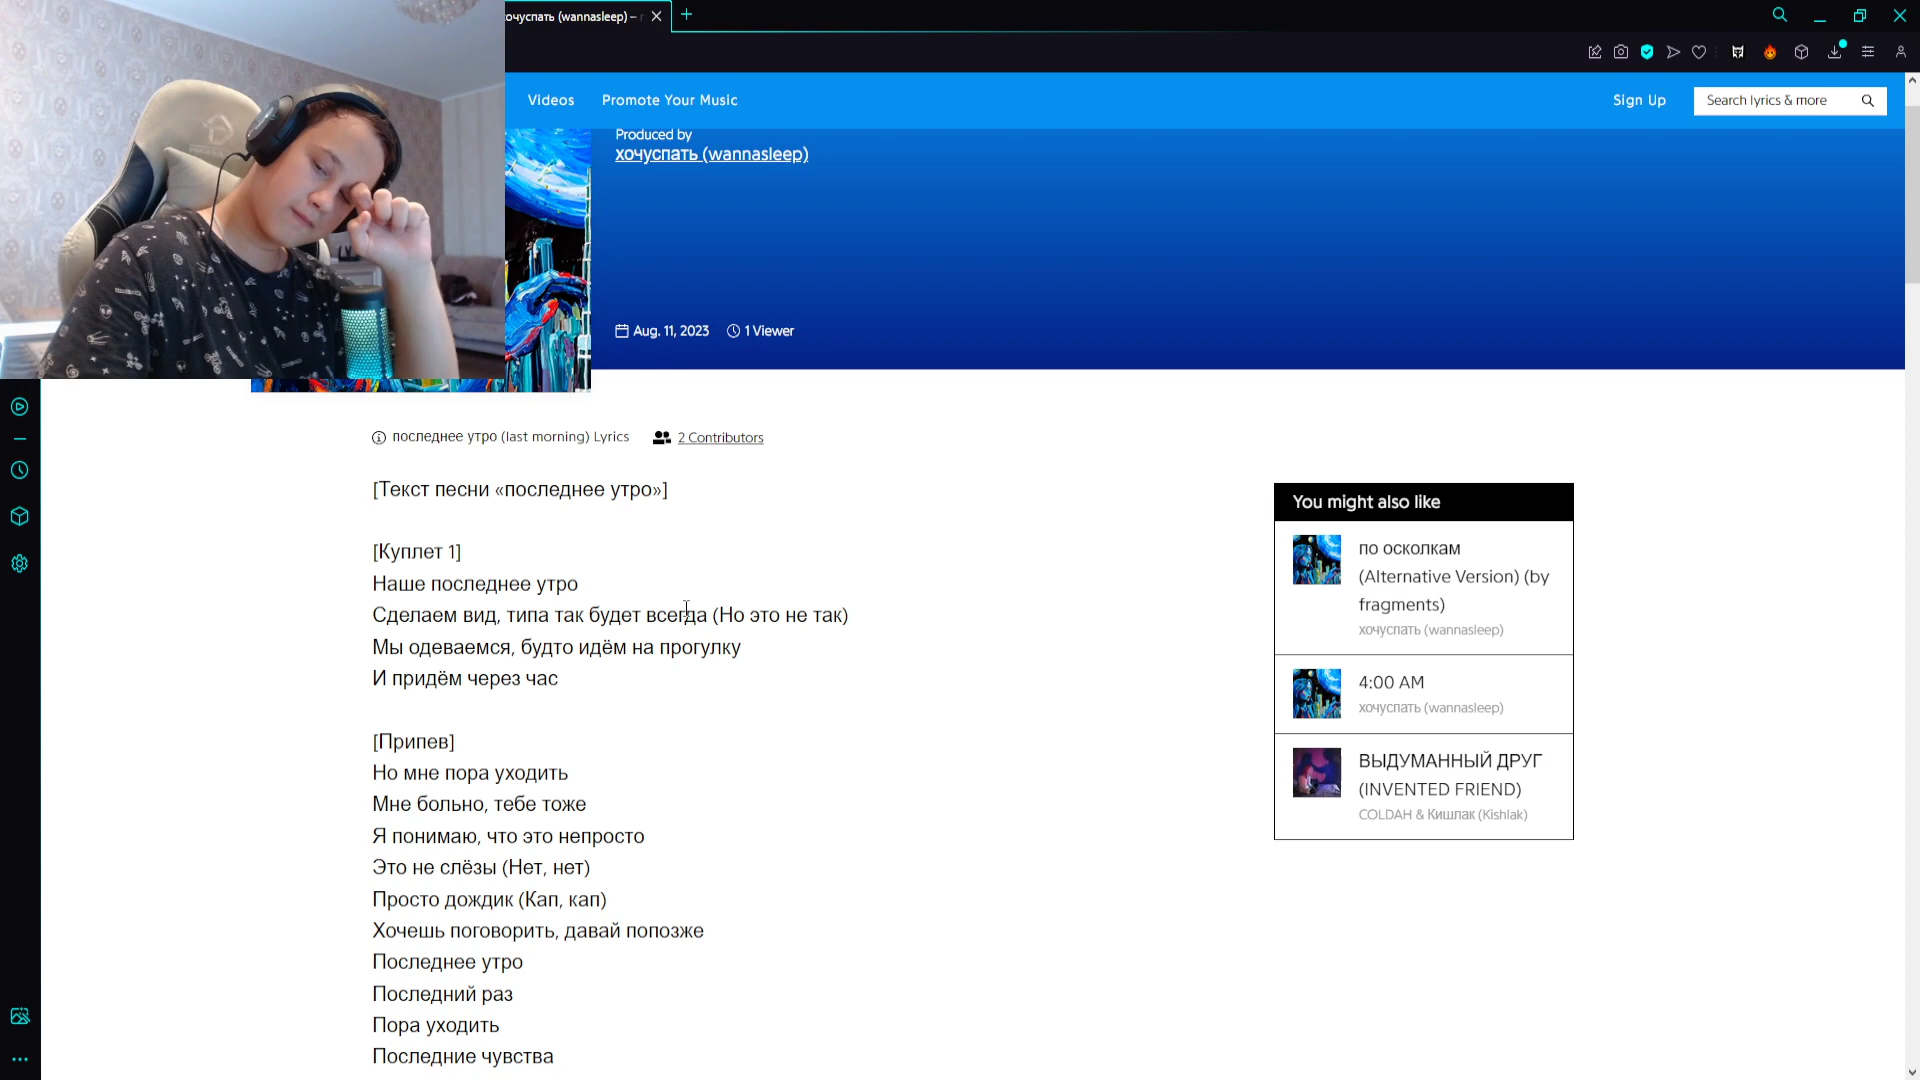 очуспать (wannasleep) –
Videos
Promote Your Music
Sign Up
Search lyrics & more
Produced by
хочуспать (wannasleep)
Aug. 11, 2023
1 Viewer
последнее утро (last morning) Lyrics
2 Contributors
[Текст песни «последнее утро»]
[Куплет 1]
Наше последнее утро
Сделаем вид, типа так будет всегда (Но это не так)
Мы одеваемся, будто идём на прогулку
И придём через час
[Припев]
Но мне пора уходить
Мне больно, тебе тоже
Я понимаю, что это непросто
Это не слёзы (Нет, нет)
Просто дождик (Кап, кап)
Хочешь поговорить, давай попозже
Последнее утро
Последний раз
Пора уходить
Последние чувства
You might also like
по осколкам
(Alternative Version) (by
fragments)
хочуспать (wannasleep)
4:00 AM
хочуспать (wannasleep)
ВЫДУМАННЫЙ ДРУГ
(INVENTED FRIEND)
COLDAH & Кишлак (Kishlak)